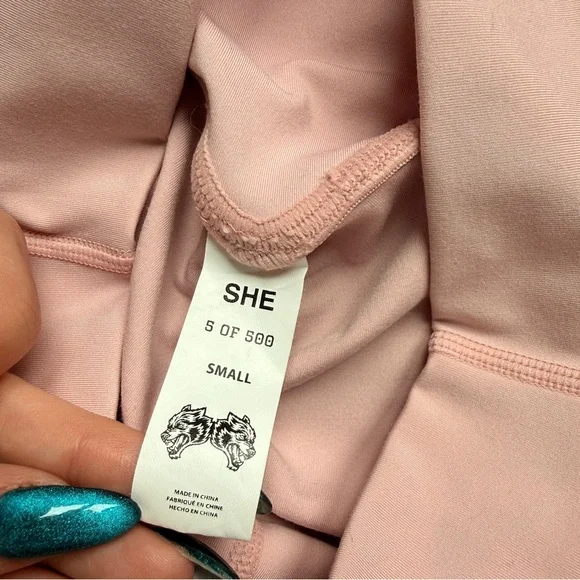 SHE
5 OF 500
SMALL
MADE IN CHINA
FABRIQUÉ EN CHINE
HECHO EN CHINA